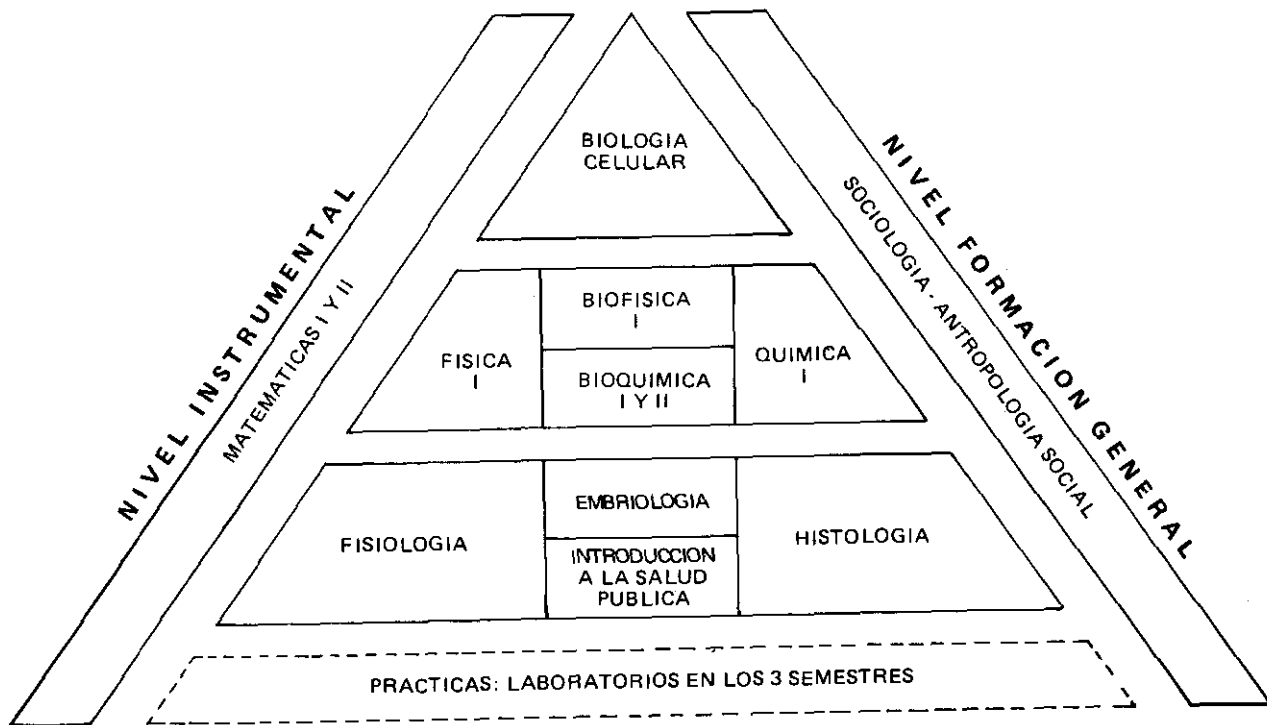 NIVEL INSTRUMENTAL
MATEMATICAS I Y II
BIOLOGIA
CELULAR
NIVEL FORMACION GENERAL
SOCIOLOGIA - ANTROPOLOGIA SOCIAL
FISICA
I
BIOFISICA
I
BIOQUIMICA
I Y II
QUIMICA
I
FISIOLOGIA
EMBRIOLOGIA
INTRODUCCION
A LA SALUD
PUBLICA
HISTOLOGIA
PRACTICAS: LABORATORIOS EN LOS 3 SEMESTRES